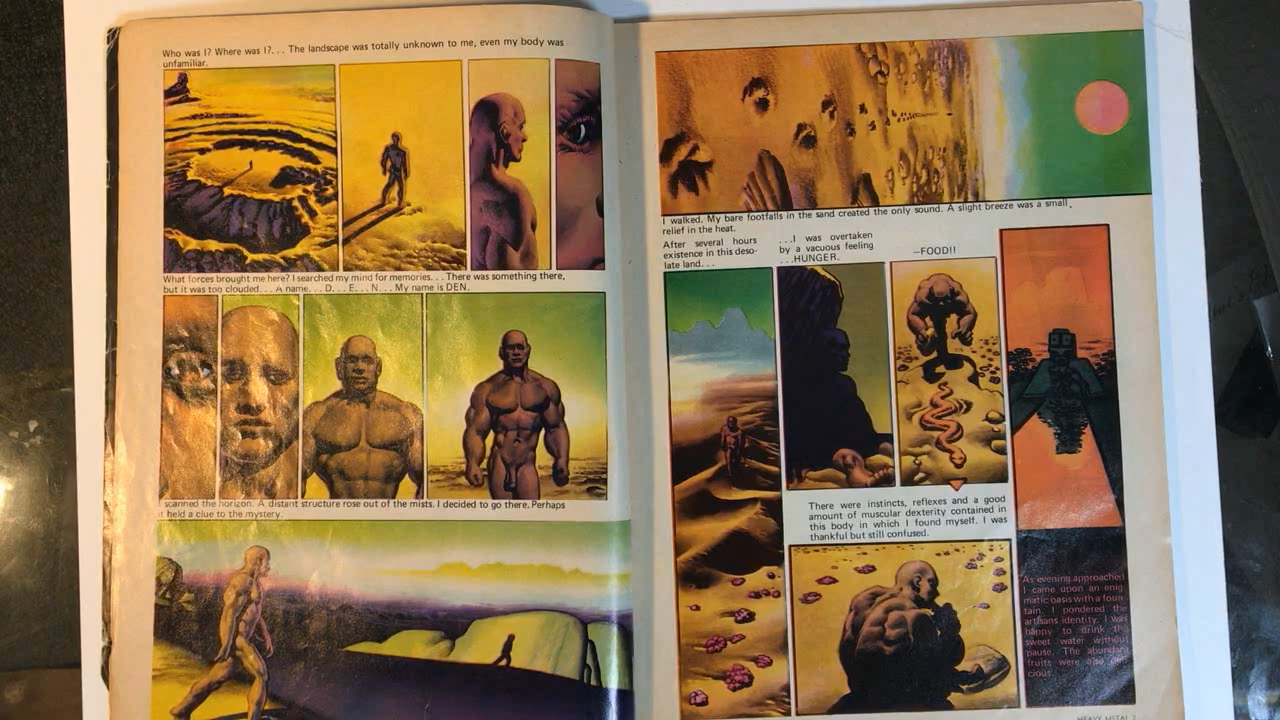 Who was I? Where was I?. . . The landscape was totally unknown to me, even my body was
unfamiliar.
What forces brought me here? I searched my mind for memories. . . There was something there,
but it was too clouded. . . A name. . . D. . . E. . . N. . . My name is DEN.
I scanned the horizon. A distant structure rose out of the mists. I decided to go there. Perhaps
it held a clue to the mystery.
I walked. My bare footfalls in the sand created the only sound. A slight breeze was a small
relief in the heat.
After several hours
existence in this deso-
late land. . .
. . .I was overtaken
by a vacuous feeling
. . .HUNGER.
—FOOD!!
There were instincts, reflexes and a good
amount of muscular dexterity contained in
this body in which I found myself. I was
thankful but still confused.
As evening approached
I came upon an enig-
matic oasis with a foun-
tain. I pondered the
artisans identity. I was
happy to drink the
sweet water without
pause. The abundant
fruits were also deli-
cious.
HEAVY METAL